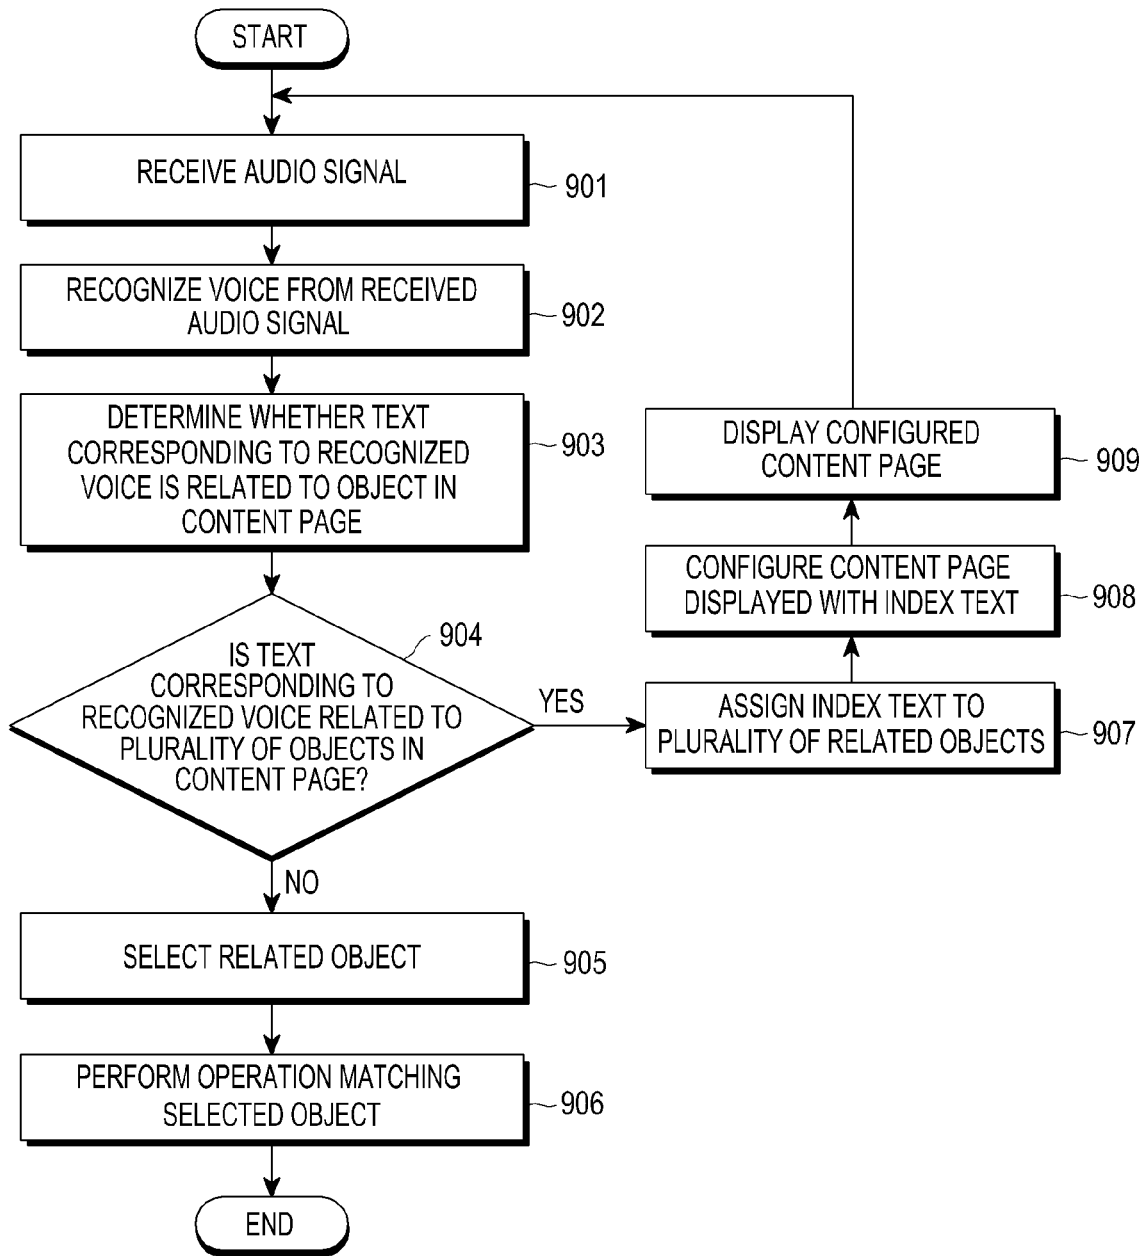 START
RECEIVE AUDIO SIGNAL
901
RECOGNIZE VOICE FROM RECEIVED
AUDIO SIGNAL
902
DETERMINE WHETHER TEXT
CORRESPONDING TO RECOGNIZED
VOICE IS RELATED TO OBJECT IN
CONTENT PAGE
903
IS TEXT
CORRESPONDING TO
RECOGNIZED VOICE RELATED TO
PLURALITY OF OBJECTS IN
CONTENT PAGE?
904
YES
NO
SELECT RELATED OBJECT
905
PERFORM OPERATION MATCHING
SELECTED OBJECT
906
END
ASSIGN INDEX TEXT TO
PLURALITY OF RELATED OBJECTS
907
CONFIGURE CONTENT PAGE
DISPLAYED WITH INDEX TEXT
908
DISPLAY CONFIGURED
CONTENT PAGE
909